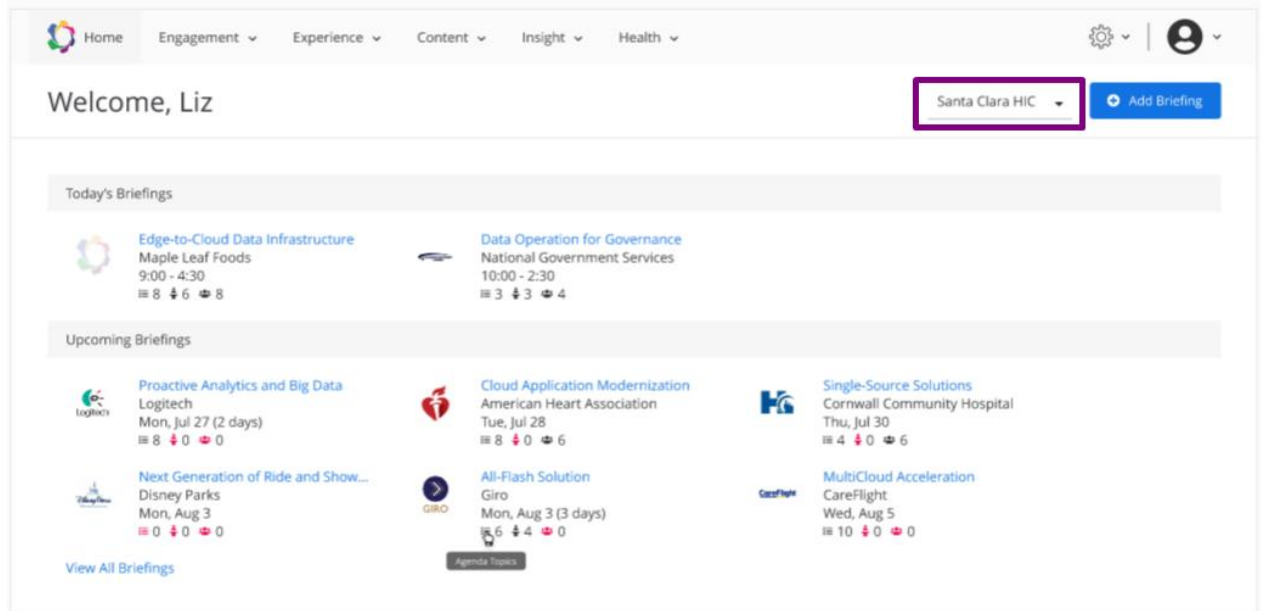 Home Engagement Experience Content Insight Health
Welcome, Liz
Santa Clara HIC
Add Briefing
Today's Briefings
Edge-to-Cloud Data Infrastructure
Maple Leaf Foods
9:00 - 4:30
8 6 8
Data Operation for Governance
National Government Services
10:00 - 2:30
3 3 4
Upcoming Briefings
logitech
Proactive Analytics and Big Data
Logitech
Mon, Jul 27 (2 days)
8 0 0
Cloud Application Modernization
American Heart Association
Tue, Jul 28
8 0 6
Single-Source Solutions
Cornwall Community Hospital
Thu, Jul 30
4 0 6
Disney Parks
Next Generation of Ride and Show...
Disney Parks
Mon, Aug 3
0 0 0
GIRO
All-Flash Solution
Giro
Mon, Aug 3 (3 days)
6 4 0
Agenda Topics
CareFlight
MultiCloud Acceleration
CareFlight
Wed, Aug 5
10 0 0
View All Briefings